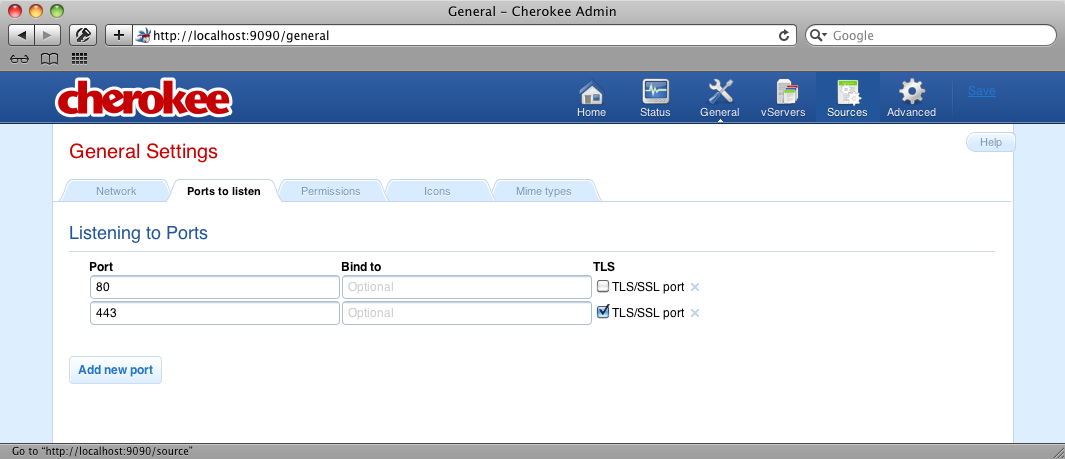 General – Cherokee Admin
http://localhost:9090/general
Google
cherokee
Home Status General vServers Sources Advanced Save
Help
General Settings
Network Ports to listen Permissions Icons Mime types
Listening to Ports
Port Bind to TLS
80 Optional TLS/SSL port
443 Optional TLS/SSL port
Add new port
Go to "http://localhost:9090/source"